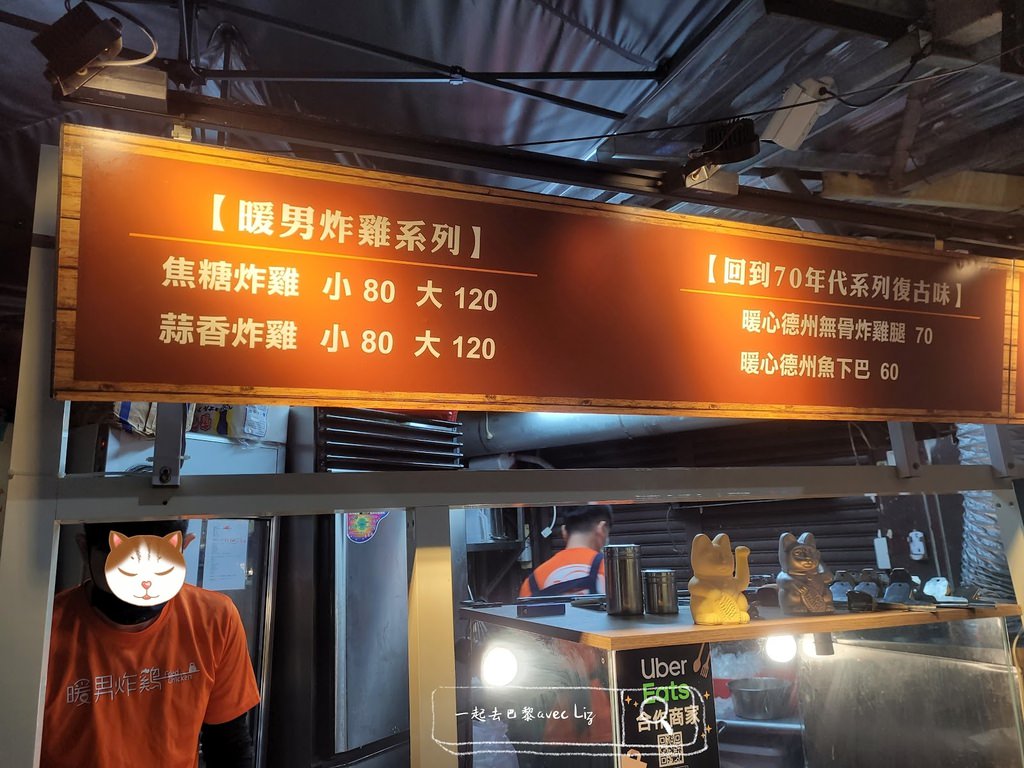 【暖男炸雞系列】
焦糖炸雞 小 80 大 120
蒜香炸雞 小 80 大 120
【回到70年代系列復古味】
暖心德州無骨炸雞腿 70
暖心德州魚下巴 60
暖男炸鷄
Chicken
Uber
Eats
合作商家
一起去巴黎avec Liz